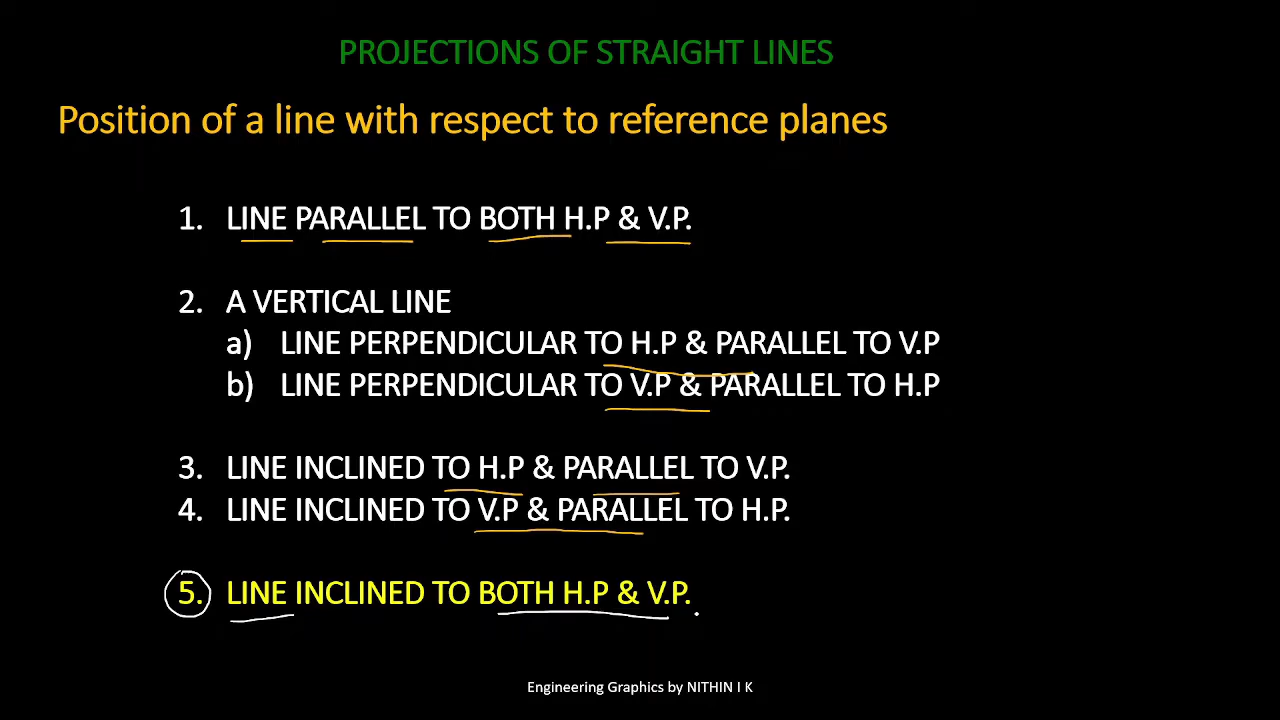 PROJECTIONS OF STRAIGHT LINES
Position of a line with respect to reference planes
1. LINE PARALLEL TO BOTH H.P & V.P.
2. A VERTICAL LINE
a) LINE PERPENDICULAR TO H.P & PARALLEL TO V.P
b) LINE PERPENDICULAR TO V.P & PARALLEL TO H.P
3. LINE INCLINED TO H.P & PARALLEL TO V.P.
4. LINE INCLINED TO V.P & PARALLEL TO H.P.
5. LINE INCLINED TO BOTH H.P & V.P.
Engineering Graphics by NITHIN I K